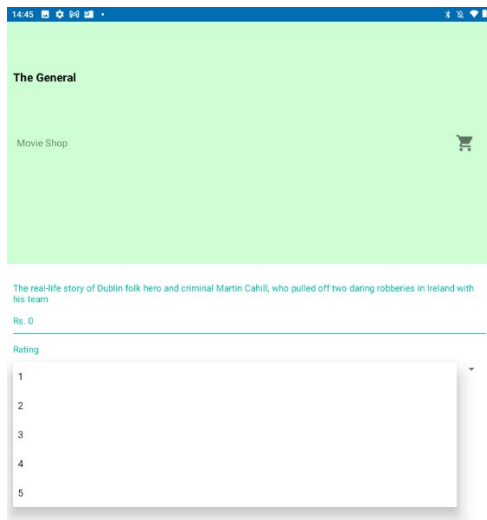 14:45
The General
Movie Shop
The real-life story of Dublin folk hero and criminal Martin Cahill, who pulled off two daring robberies in Ireland with
his team
Rs. 0
Rating
1
2
3
4
5